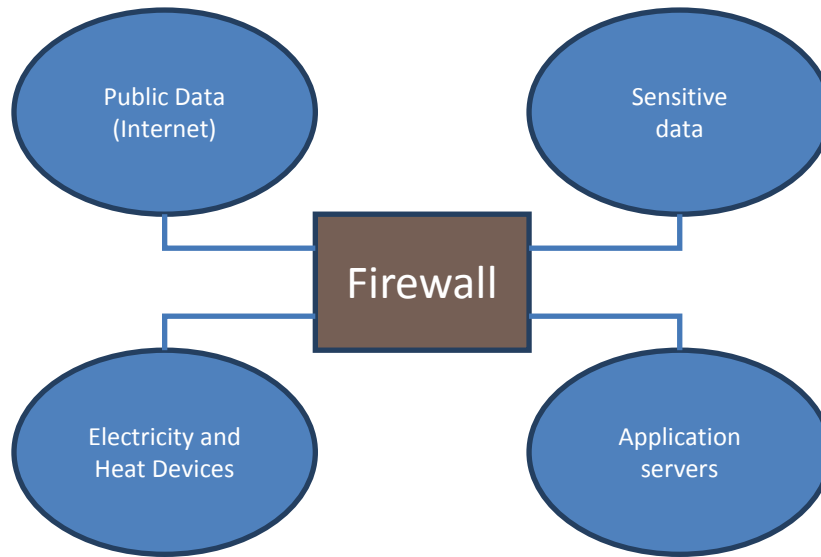 Public Data
(Internet)
Sensitive
data
Firewall
Electricity and
Heat Devices
Application
servers